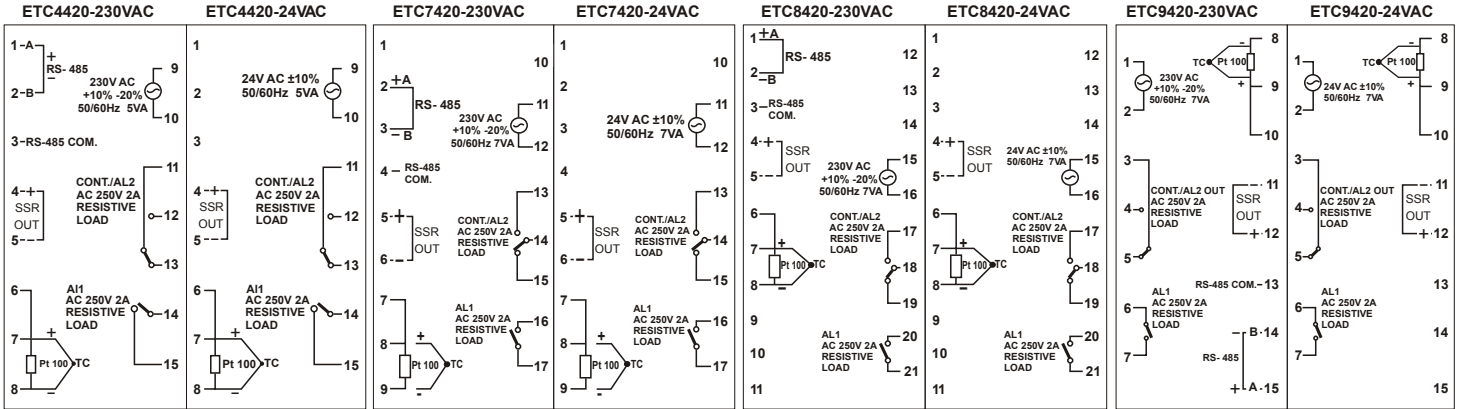 ETC4420-230VAC
1-A
+
RS- 485
−
2-B
230V AC
+10% -20%
50/60Hz 5VA
9
10
3-RS-485 COM.
11
CONT./AL2
AC 250V 2A
RESISTIVE
LOAD
12
13
4-+
SSR
OUT
5
6
Al1
AC 250V 2A
RESISTIVE
LOAD
14
15
7
+
Pt 100
TC
8
−
ETC4420-24VAC
1
2
3
24V AC ±10%
50/60Hz 5VA
9
10
11
CONT./AL2
AC 250V 2A
RESISTIVE
LOAD
12
13
4-+
SSR
OUT
5
6
Al1
AC 250V 2A
RESISTIVE
LOAD
14
15
7
+
Pt 100
TC
8
−
ETC7420-230VAC
1
10
2
+A
RS- 485
3
− B
230V AC
+10% -20%
50/60Hz 7VA
11
12
4 - RS-485
COM.
13
CONT./AL2
AC 250V 2A
RESISTIVE
LOAD
14
15
5-+
SSR
OUT
6
7
AL1
AC 250V 2A
RESISTIVE
LOAD
16
17
8
+
Pt 100
TC
9
-
ETC7420-24VAC
1
10
2
3
24V AC ±10%
50/60Hz 7VA
11
12
4
13
CONT./AL2
AC 250V 2A
RESISTIVE
LOAD
14
15
5-+
SSR
OUT
6
7
AL1
AC 250V 2A
RESISTIVE
LOAD
16
17
8
+
Pt 100
TC
9
-
ETC8420-230VAC
1
+A
RS- 485
2
−B
12
13
3-RS-485
COM.
14
4-+
SSR
OUT
5
230V AC
+10% -20%
50/60Hz 7VA
15
16
6
CONT./AL2
AC 250V 2A
RESISTIVE
LOAD
17
18
19
7
+
Pt 100
TC
8
−
9
10
11
AL1
AC 250V 2A
RESISTIVE
LOAD
20
21
ETC8420-24VAC
1
2
3
12
13
14
4-+
SSR
OUT
5
24V AC ±10%
50/60Hz 7VA
15
16
6
CONT./AL2
AC 250V 2A
RESISTIVE
LOAD
17
18
19
7
+
Pt 100
TC
8
−
9
10
11
AL1
AC 250V 2A
RESISTIVE
LOAD
20
21
ETC9420-230VAC
1
2
230V AC
+10% -20%
50/60Hz 7VA
8
−
TC
Pt 100
+
9
10
3
CONT./AL2 OUT
AC 250V 2A
RESISTIVE
LOAD
4
5
11
SSR
OUT
+
12
RS-485 COM.-13
6
AL1
AC 250V 2A
RESISTIVE
LOAD
7
− B-14
RS- 485
+ A -15
ETC9420-24VAC
1
2
24V AC ±10%
50/60Hz 7VA
8
−
TC
Pt 100
+
9
10
3
CONT./AL2 OUT
AC 250V 2A
RESISTIVE
LOAD
4
5
11
SSR
OUT
+
12
13
6
AL1
AC 250V 2A
RESISTIVE
LOAD
7
14
15